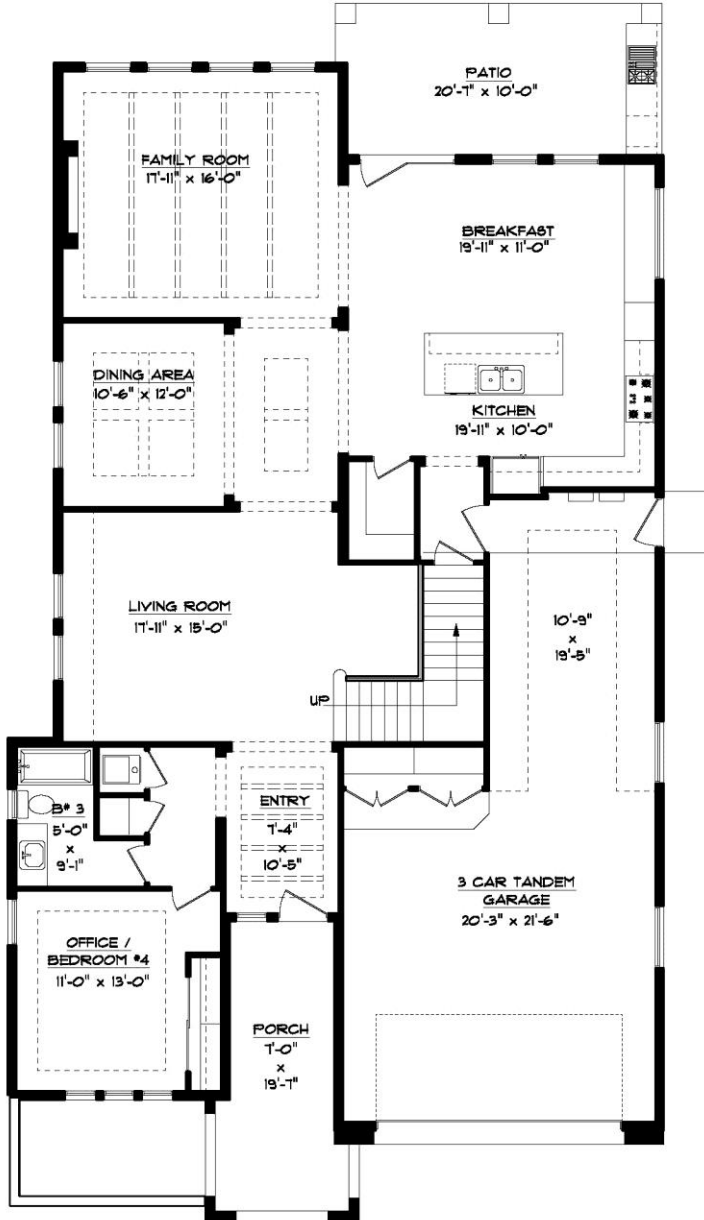 PATIO
20'-7" x 10'-0"
FAMILY ROOM
17'-11" x 16'-0"
BREAKFAST
19'-11" x 11'-0"
DINING AREA
10'-6" x 12'-0"
KITCHEN
19'-11" x 10'-0"
LIVING ROOM
17'-11" x 15'-0"
10'-9"
x
19'-5"
UP
B# 3
5'-0"
x
9'-1"
ENTRY
7'-4"
x
10'-5"
3 CAR TANDEM
GARAGE
20'-3" x 21'-6"
OFFICE /
BEDROOM #4
11'-0" x 13'-0"
PORCH
7'-0"
x
19'-7"